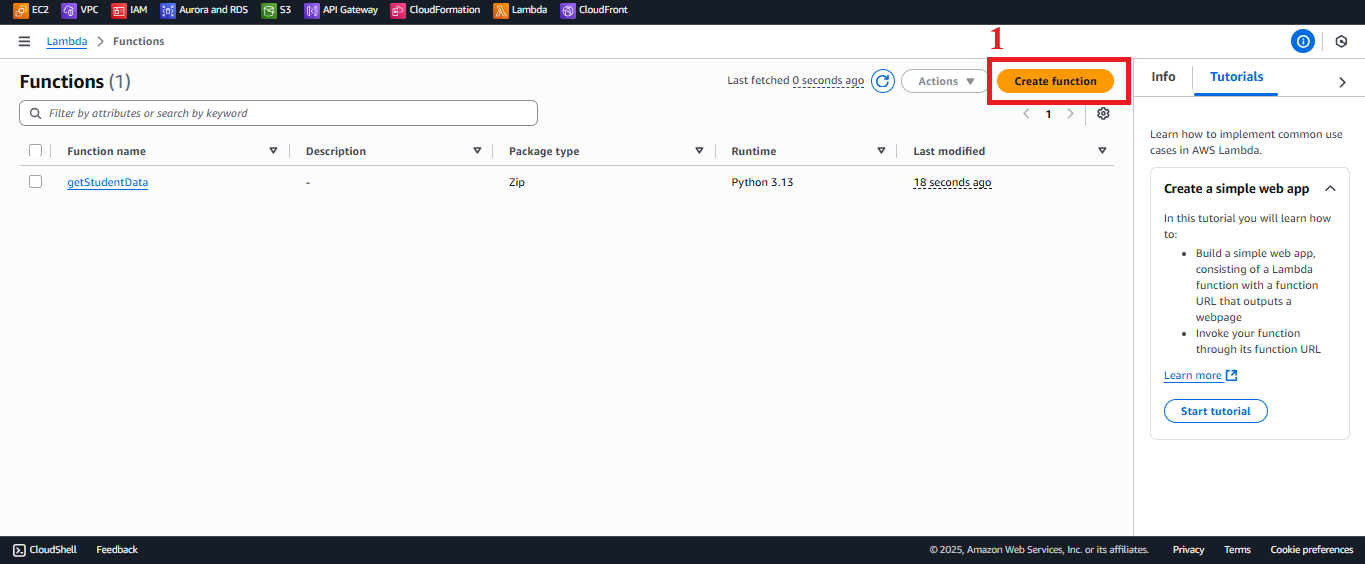 EC2 VPC IAM Aurora and RDS S3 API Gateway CloudFormation Lambda CloudFront
Lambda > Functions
1
Functions (1)
Last fetched 0 seconds ago
Actions
Create function
Filter by attributes or search by keyword
1
Function name Description Package type Runtime Last modified
getStudentData - Zip Python 3.13 18 seconds ago
Info Tutorials
Learn how to implement common use
cases in AWS Lambda.
Create a simple web app
In this tutorial you will learn how
to:
• Build a simple web app,
consisting of a Lambda
function with a function
URL that outputs a
webpage
• Invoke your function
through its function URL
Learn more
Start tutorial
CloudShell Feedback © 2025, Amazon Web Services, Inc. or its affiliates. Privacy Terms Cookie preferences